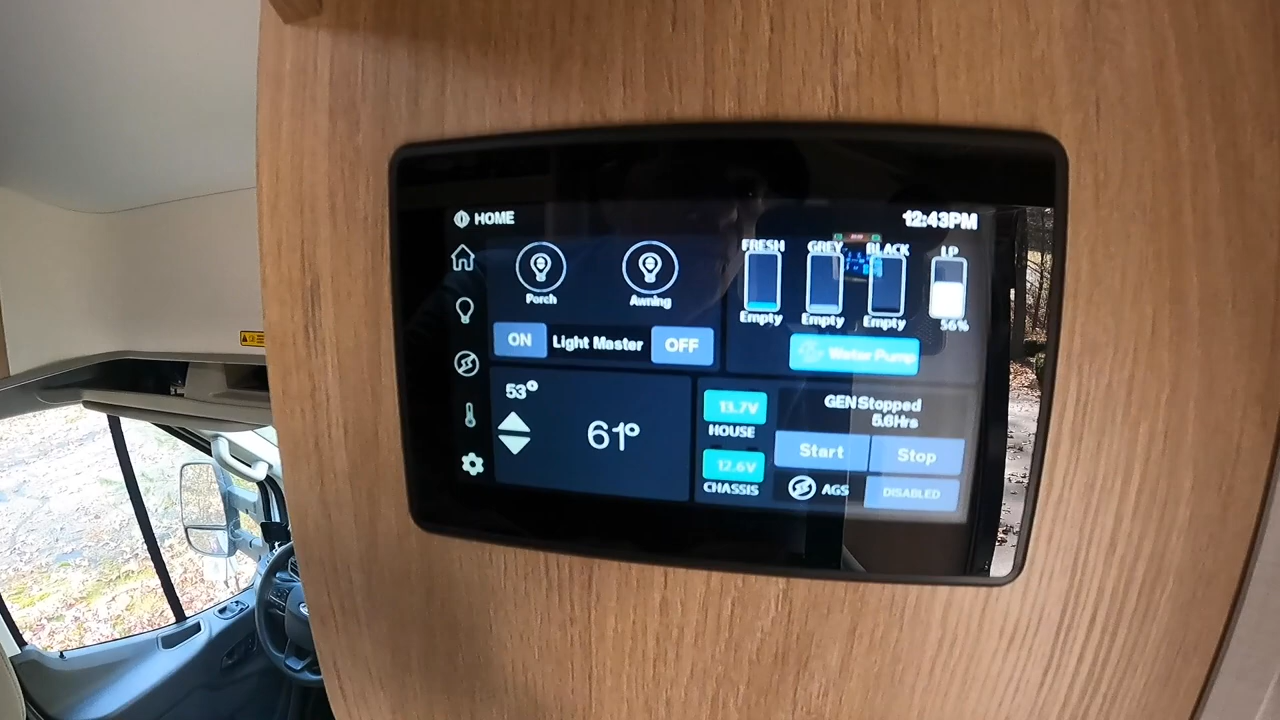 HOME
12:43PM
Porch
Awning
FRESH GREY BLACK LP
Empty Empty Empty 56%
ON Light Master OFF
Water Pump
53°
61°
13.7V
HOUSE
12.6V
CHASSIS
GEN Stopped
5.6Hrs
Start Stop
AGS DISABLED